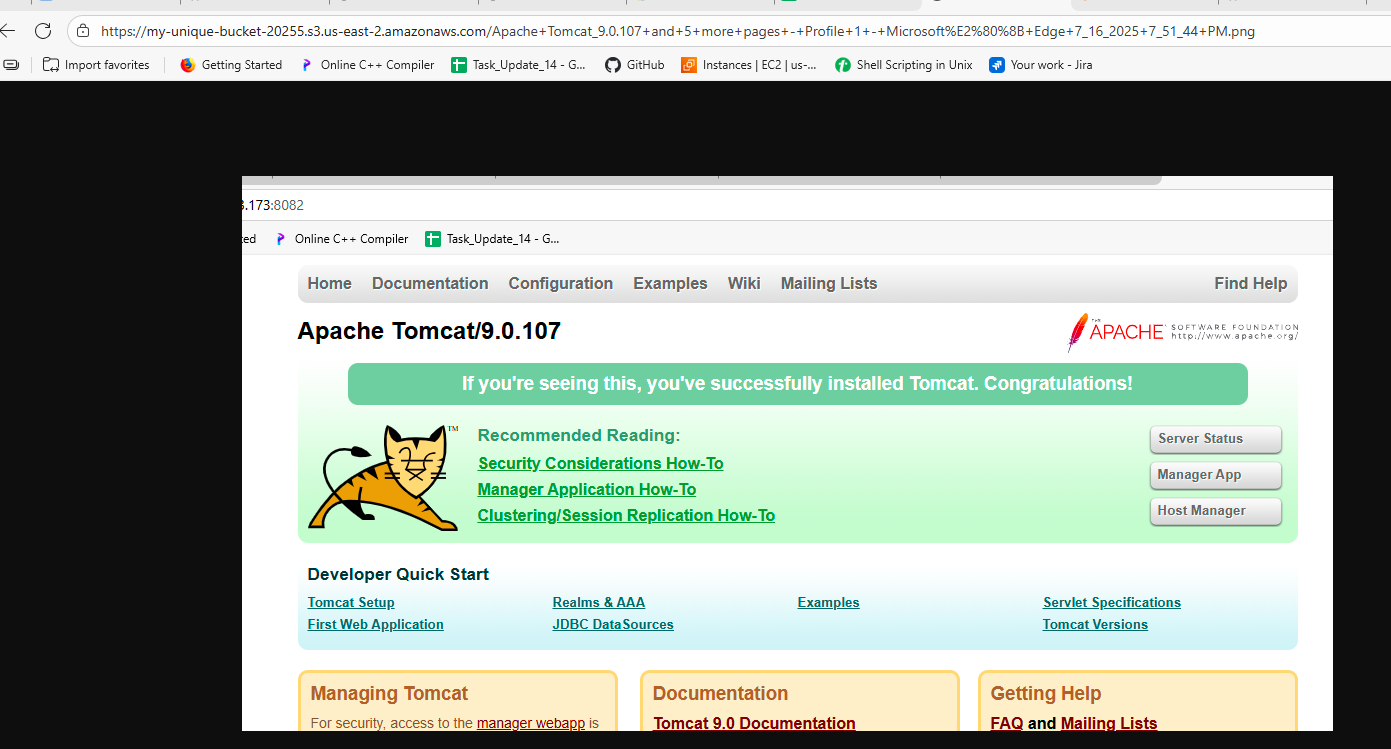 https://my-unique-bucket-20255.s3.us-east-2.amazonaws.com/Apache+Tomcat_9.0.107+and+5+more+pages+-+Profile+1+-+Microsoft%E2%80%8B+Edge+7_16_2025+7_51_44+PM.png
Import favorites Getting Started Online C++ Compiler Task_Update_14 - G... GitHub Instances | EC2 | us-... Shell Scripting in Unix Your work - Jira
.173:8082
Online C++ Compiler Task_Update_14 - G...
Home Documentation Configuration Examples Wiki Mailing Lists Find Help
Apache Tomcat/9.0.107
THE APACHE SOFTWARE FOUNDATION
http://www.apache.org/
If you're seeing this, you've successfully installed Tomcat. Congratulations!
TM
Recommended Reading:
Security Considerations How-To
Manager Application How-To
Clustering/Session Replication How-To
Server Status
Manager App
Host Manager
Developer Quick Start
Tomcat Setup Realms & AAA Examples Servlet Specifications
First Web Application JDBC DataSources Tomcat Versions
Managing Tomcat
For security, access to the manager webapp is
Documentation
Tomcat 9.0 Documentation
Getting Help
FAQ and Mailing Lists